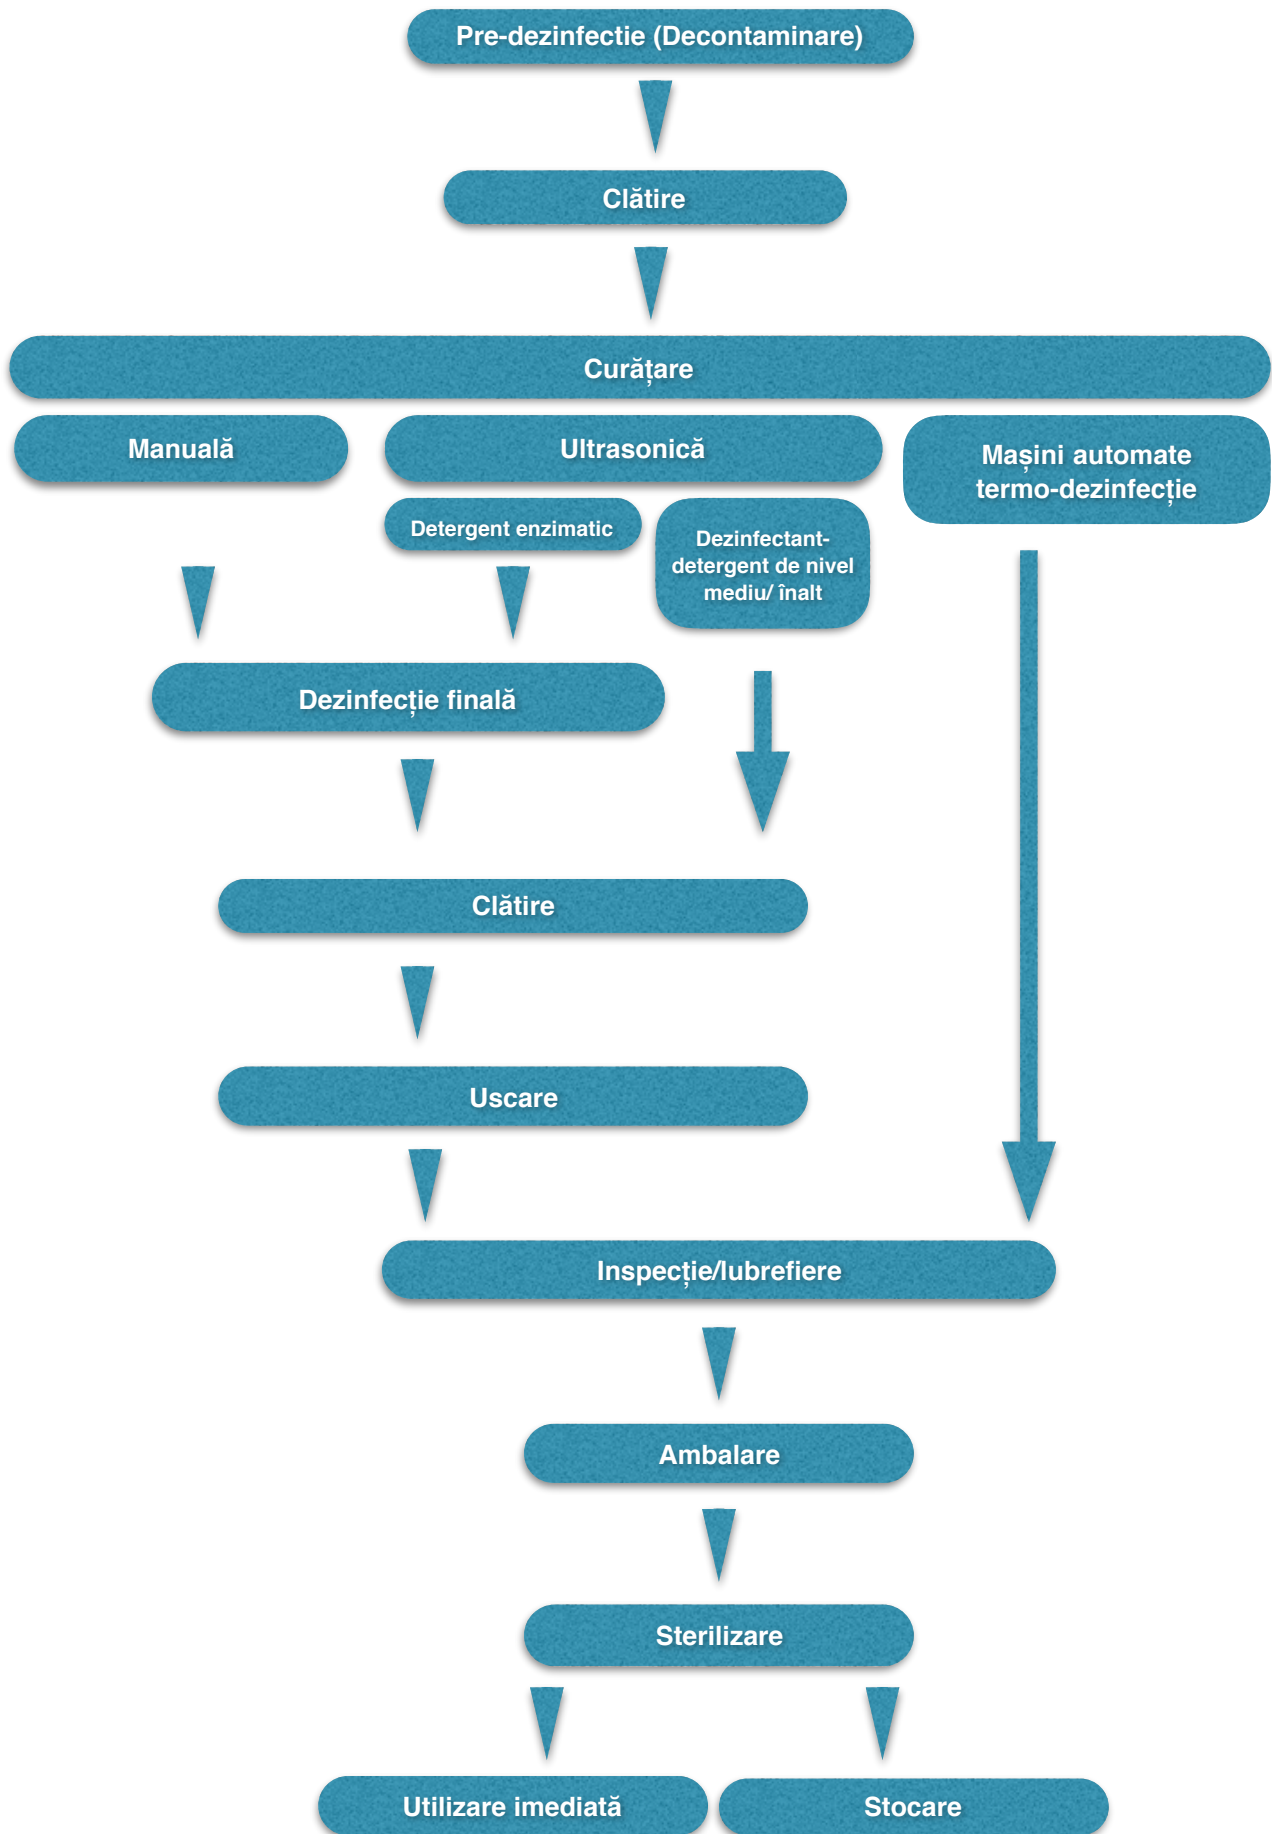 Pre-dezinfectie (Decontaminare)
Clătire
Curățare
Manuală
Ultrasonică
Mașini automate
termo-dezinfecție
Detergent enzimatic
Dezinfectant-
detergent de nivel
mediu/ înalt
Dezinfecție finală
Clătire
Uscare
Inspecție/lubrefiere
Ambalare
Sterilizare
Utilizare imediată
Stocare